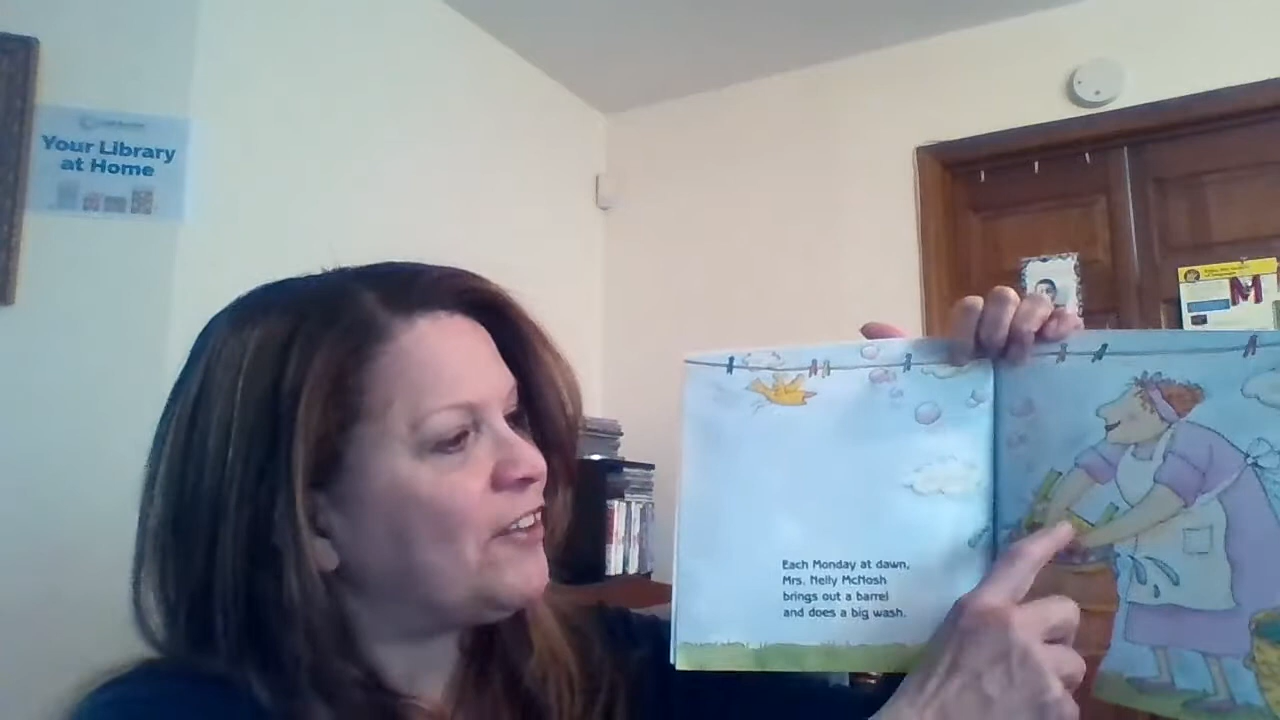 Your Library
at Home
Each Monday at dawn,
Mrs. Nelly McNosh
brings out a barrel
and does a big wash.
M